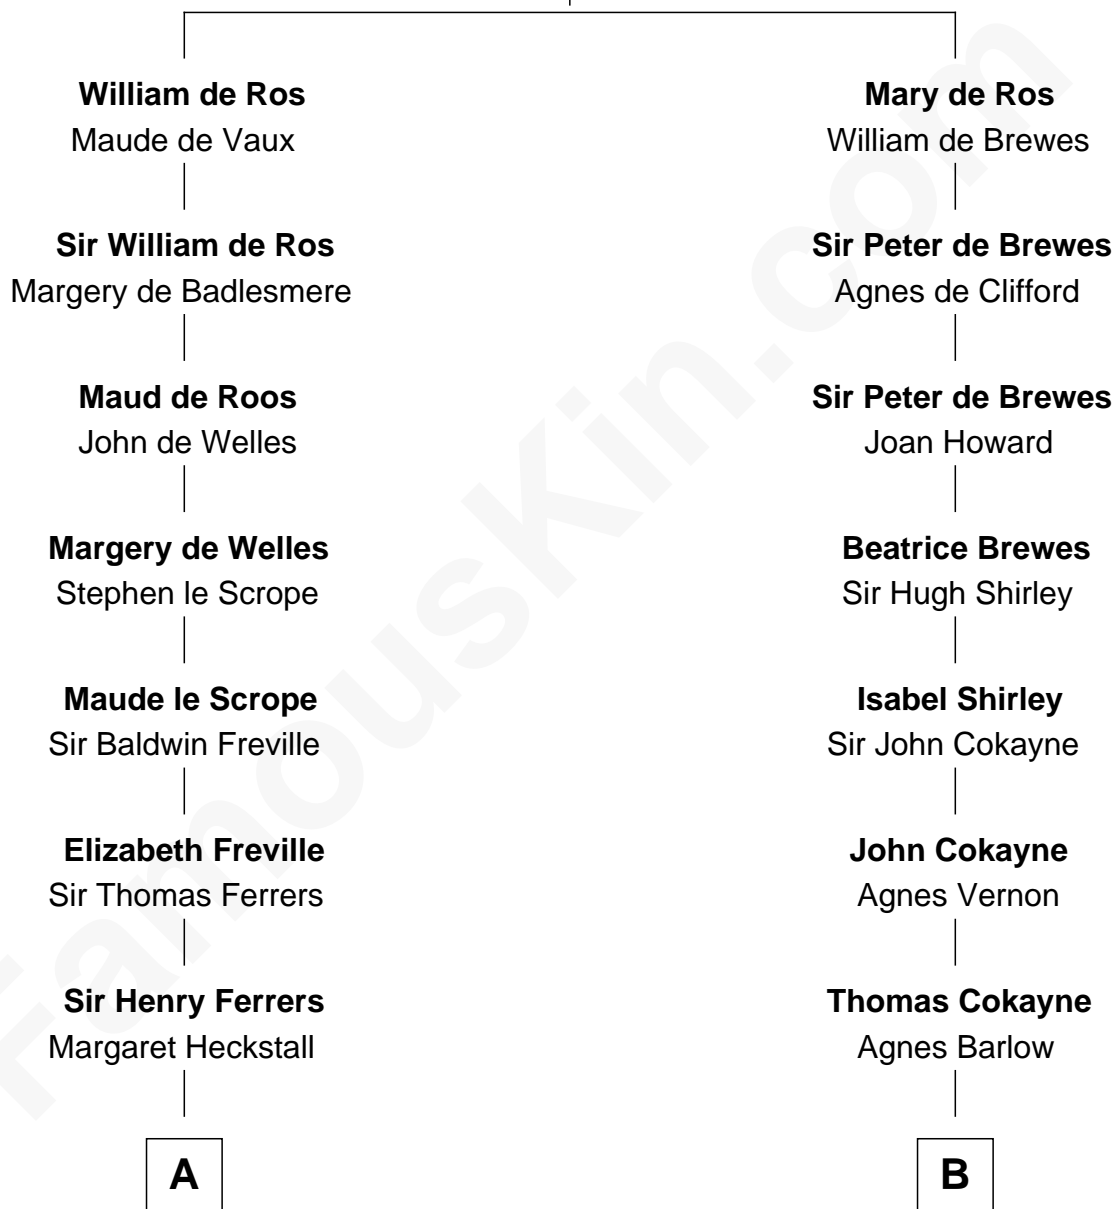 William de Ros
Maude de Vaux
Sir William de Ros
Margery de Badlesmere
Maud de Roos
John de Welles
Margery de Welles
Stephen le Scrope
Maude le Scrope
Sir Baldwin Freville
Elizabeth Freville
Sir Thomas Ferrers
Sir Henry Ferrers
Margaret Heckstall
A
Mary de Ros
William de Brewes
Sir Peter de Brewes
Agnes de Clifford
Sir Peter de Brewes
Joan Howard
Beatrice Brewes
Sir Hugh Shirley
Isabel Shirley
Sir John Cokayne
John Cokayne
Agnes Vernon
Thomas Cokayne
Agnes Barlow
B
FamousKin.com